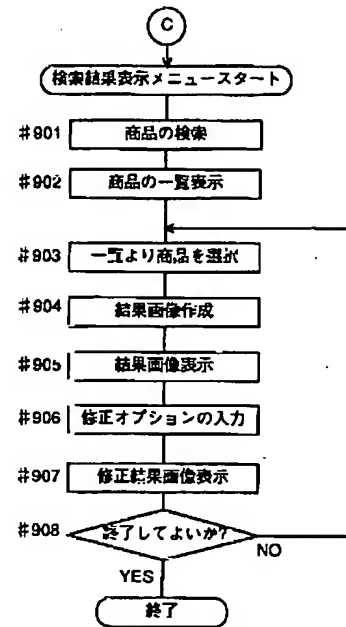 C
検索結果表示メニュースタート
#901 商品の検索
#902 商品の一覧表示
#903 一覧より商品を選択
#904 結果画像作成
#905 結果画像表示
#906 修正オプションの入力
#907 修正結果画像表示
#908 終了してよいか?
NO
YES
終了